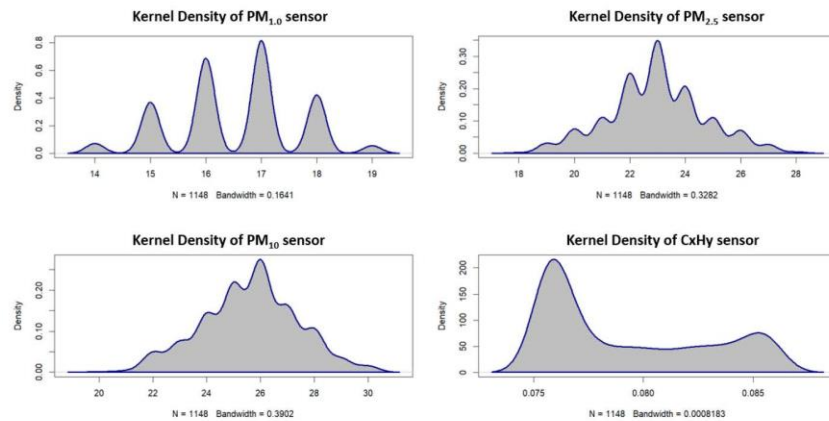 Kernel Density of PM1.0 sensor
Density
0.0 0.2 0.4 0.6 0.8
14 15 16 17 18 19
N = 1148 Bandwidth = 0.1641
Kernel Density of PM2.5 sensor
Density
0.00 0.10 0.20 0.30
18 20 22 24 26 28
N = 1148 Bandwidth = 0.3282
Kernel Density of PM10 sensor
Density
0.00 0.10 0.20
20 22 24 26 28 30
N = 1148 Bandwidth = 0.3902
Kernel Density of CxHy sensor
Density
0 50 100 150 200
0.075 0.080 0.085
N = 1148 Bandwidth = 0.0008183